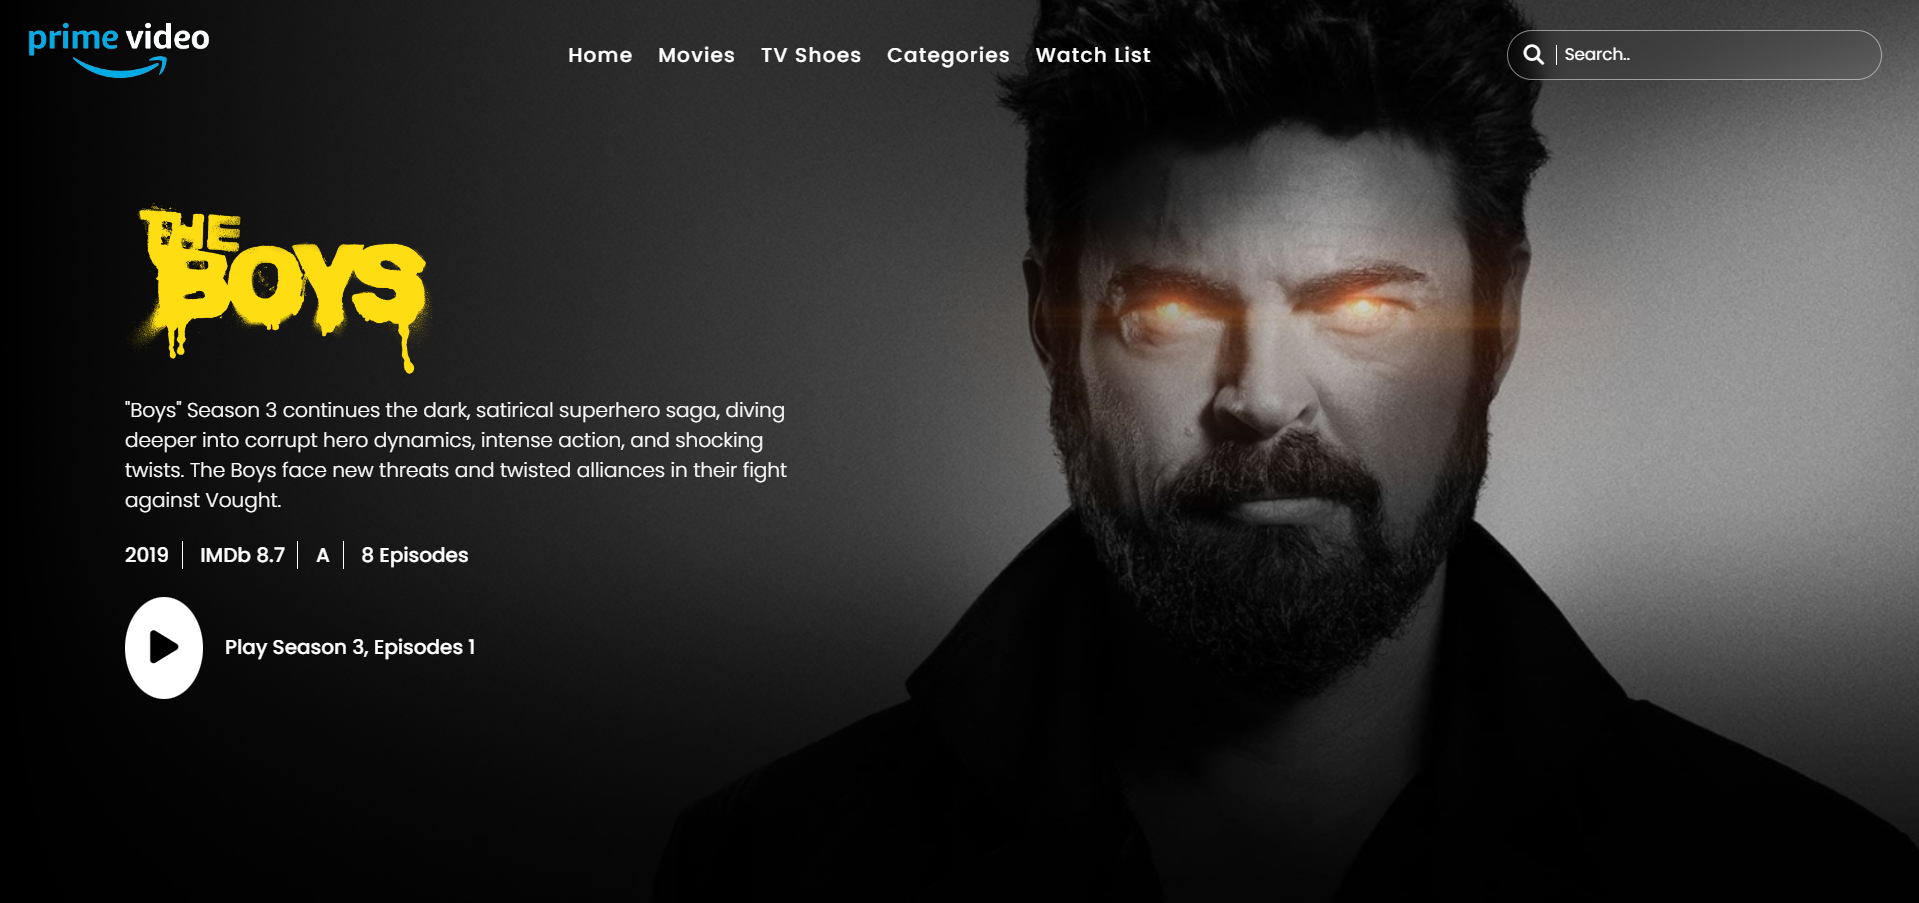 prime video
Home Movies TV Shoes Categories Watch List
Search..
THE
BOYS
"Boys" Season 3 continues the dark, satirical superhero saga, diving
deeper into corrupt hero dynamics, intense action, and shocking
twists. The Boys face new threats and twisted alliances in their fight
against Vought.
2019 | IMDb 8.7 | A | 8 Episodes
Play Season 3, Episodes 1